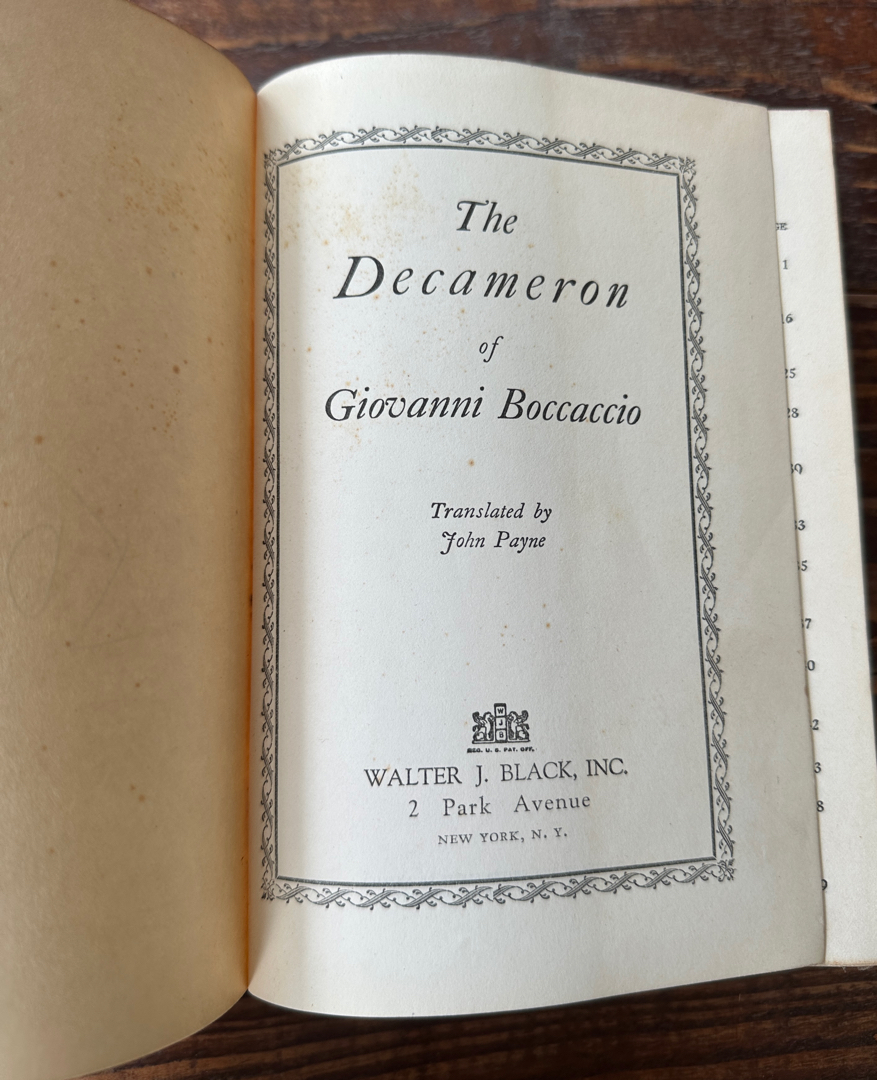 The
Decameron
of
Giovanni Boccaccio
Translated by
John Payne
W
J
B
REG. U. S. PAT. OFF.
WALTER J. BLACK, INC.
2 Park Avenue
NEW YORK, N. Y.
1